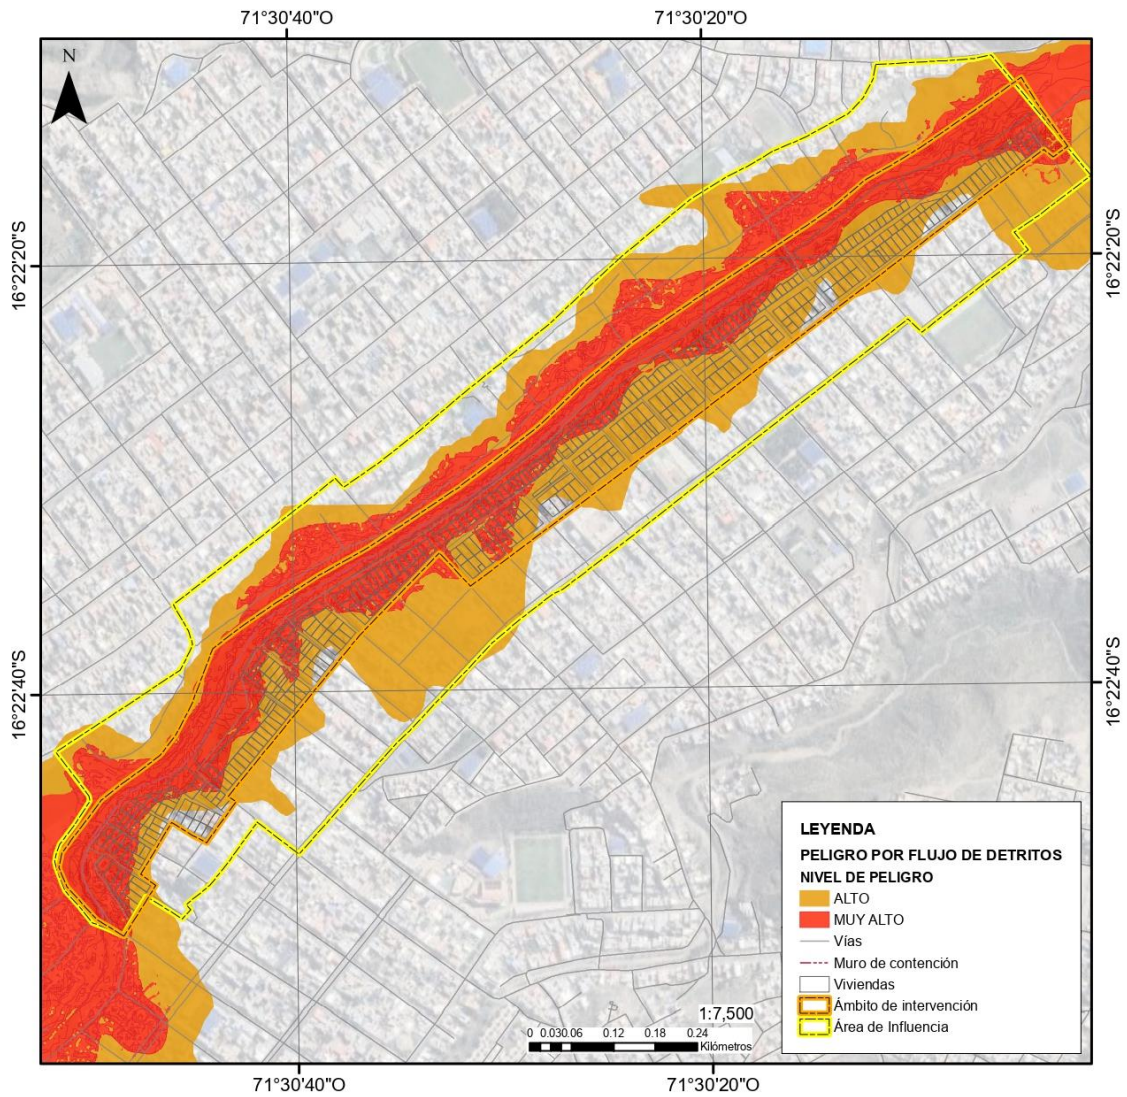 71°30'40"O
71°30'20"O
N
16°22'20"S
16°22'20"S
16°22'40"S
16°22'40"S
LEYENDA
PELIGRO POR FLUJO DE DETRITOS
NIVEL DE PELIGRO
ALTO
MUY ALTO
Vías
Muro de contención
Viviendas
Ámbito de intervención
Área de Influencia
1:7,500
0 0.030.06 0.12 0.18 0.24
Kilómetros
71°30'40"O
71°30'20"O